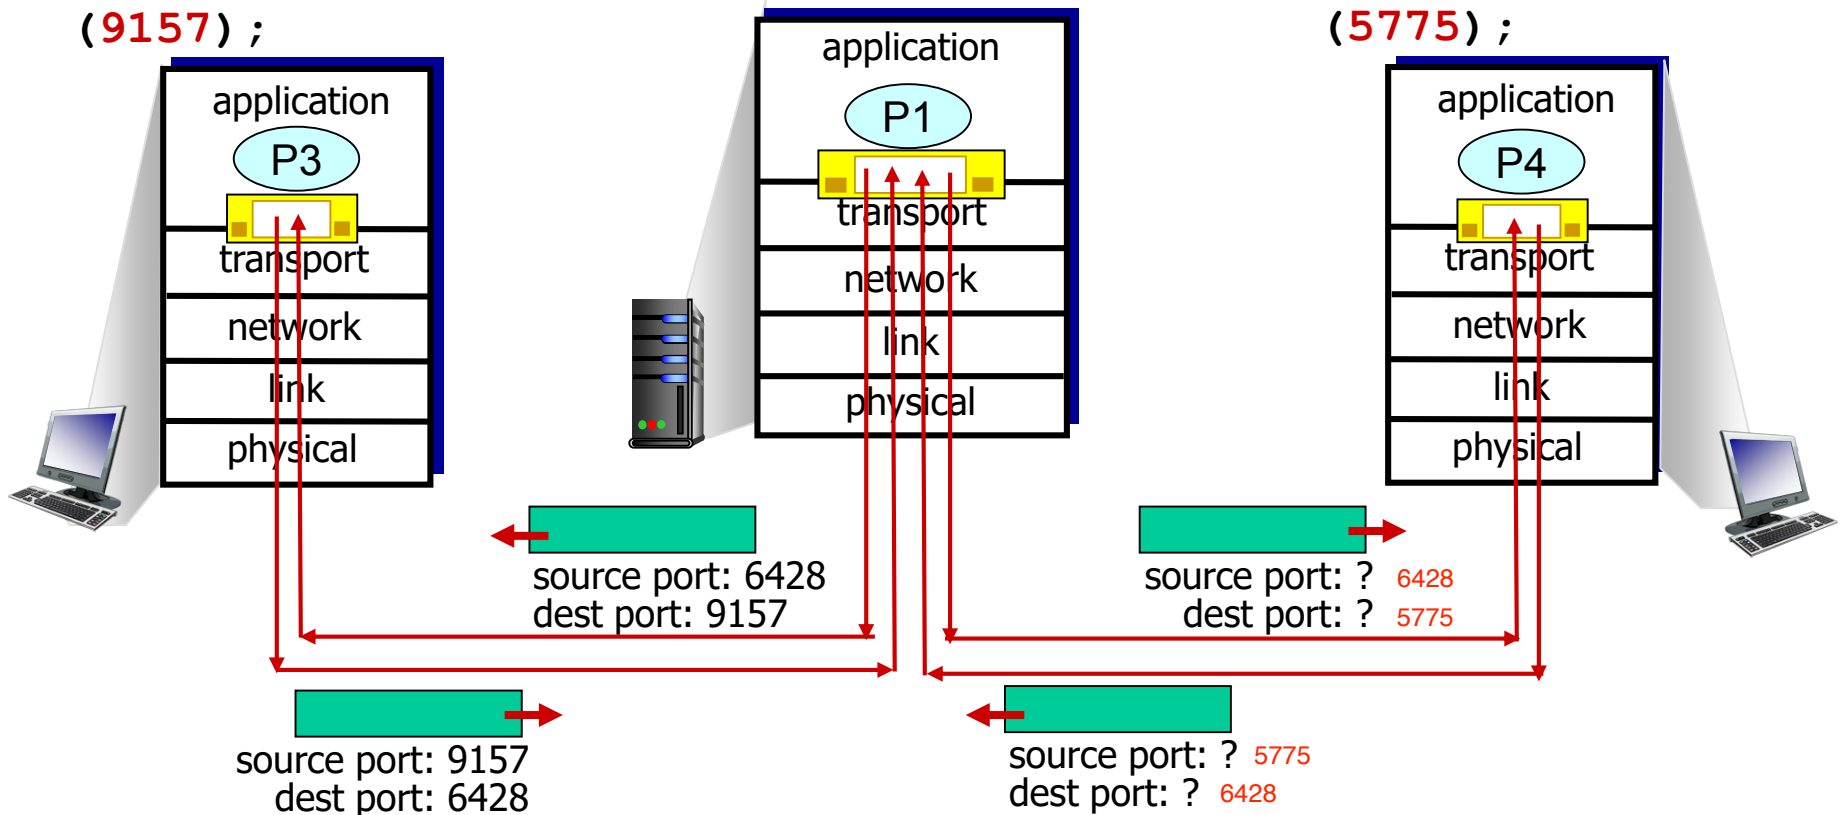 (9157);
application
P3
transport
network
link
physical
application
P1
transport
network
link
physical
(5775);
application
P4
transport
network
link
physical
source port: 6428
dest port: 9157
source port: ? 6428
dest port: ? 5775
source port: 9157
dest port: 6428
source port: ? 5775
dest port: ? 6428